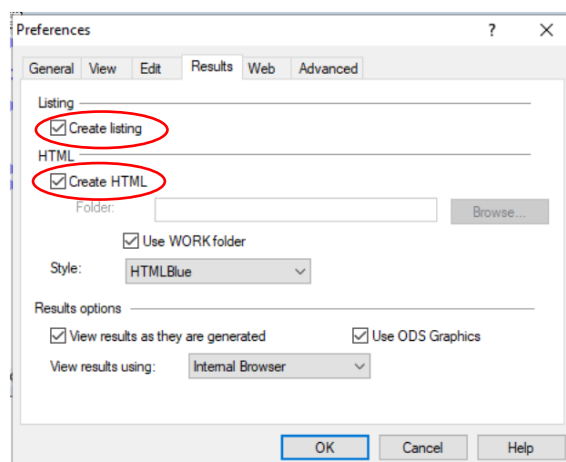 Preferences ? ×
General View Edit Results Web Advanced
Listing
Create listing
HTML
Create HTML
Folder:
Browse...
Use WORK folder
Style: HTMLBlue
Results options
View results as they are generated Use ODS Graphics
View results using: Internal Browser
OK Cancel Help